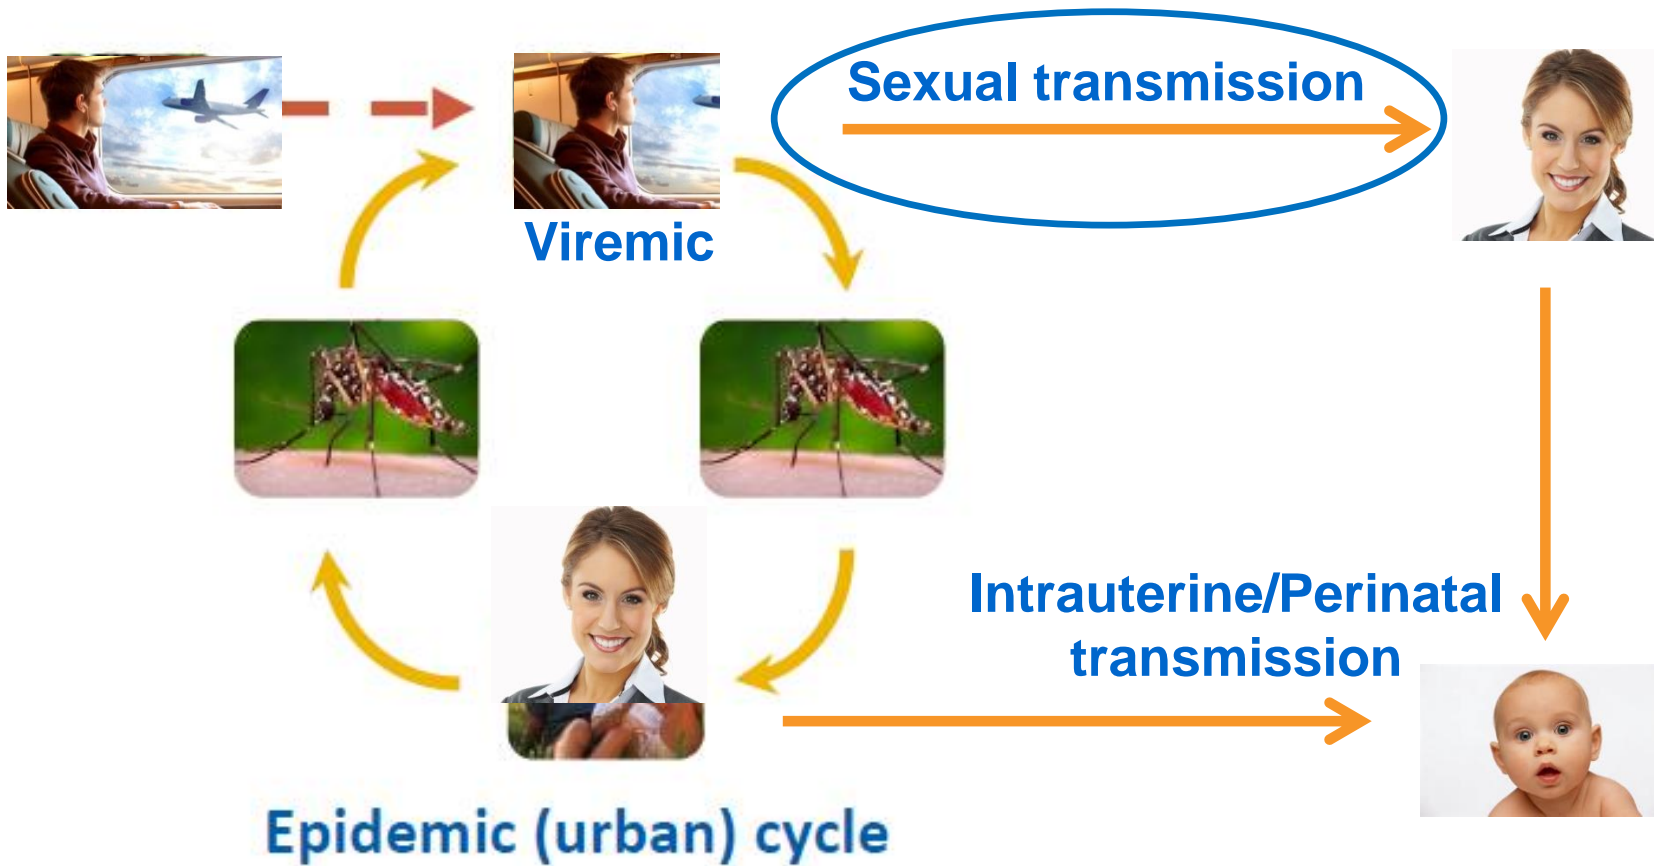 Sexual transmission
Viremic
Intrauterine/Perinatal
transmission
Epidemic (urban) cycle